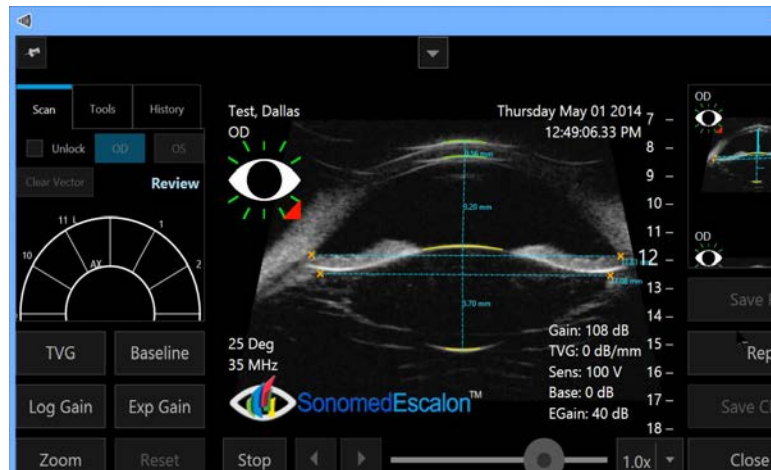 Scan
Tools
History
Unlock
OD
OS
Clear Vector
Review
10
11
AX
1
2
TVG
Baseline
Log Gain
Exp Gain
Zoom
Reset
Test, Dallas
OD
Thursday May 01 2014
12:49:06.33 PM
3.20 mm
3.70 mm
25 Deg
35 MHz
Gain: 108 dB
TVG: 0 dB/mm
Sens: 100 V
Base: 0 dB
EGain: 40 dB
SonomedEscalon™
7
8
9
10
11
12
13
14
15
16
17
18
Stop
1.0x
OD
OD
Save
Rep
Save C
Close